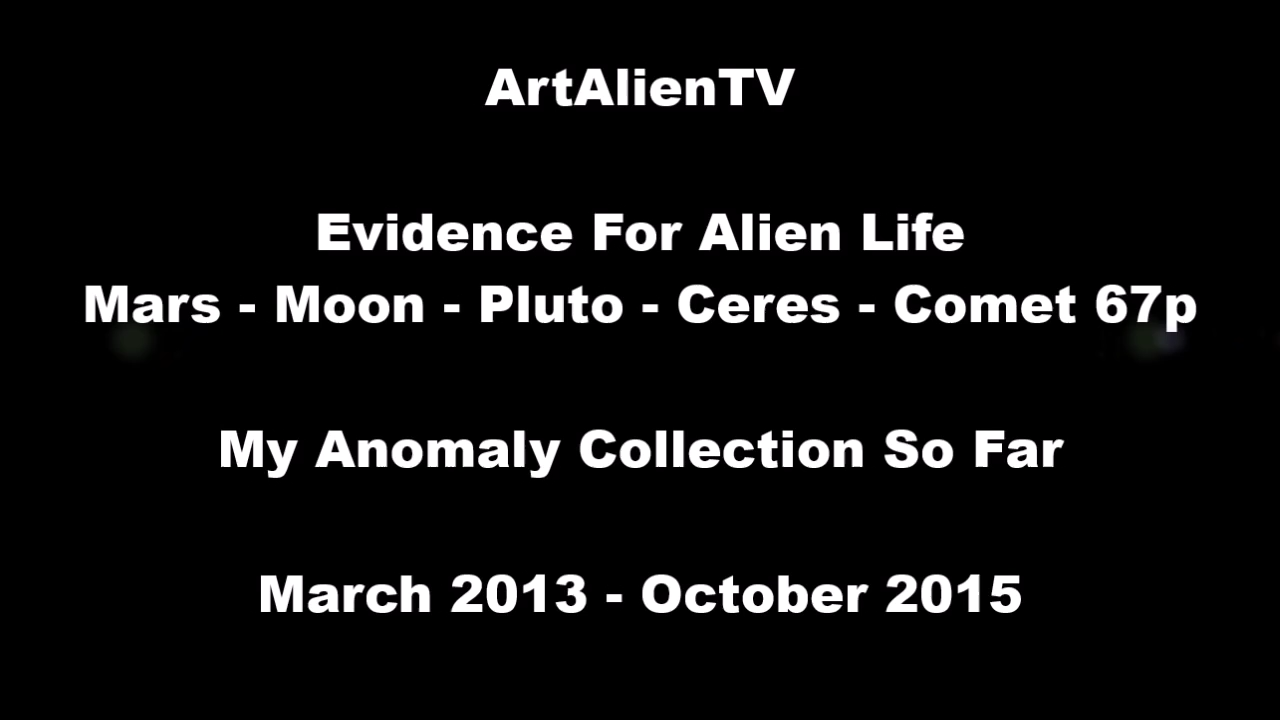 ArtAlienTV
Evidence For Alien Life
Mars - Moon - Pluto - Ceres - Comet 67p
My Anomaly Collection So Far
March 2013 - October 2015